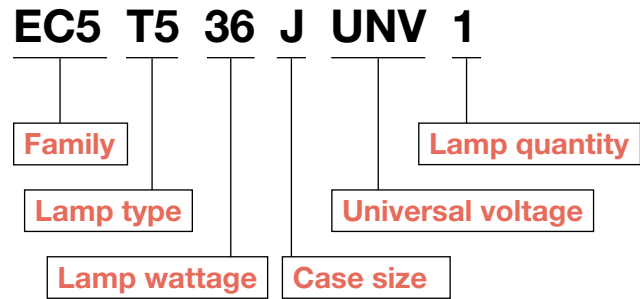 EC5 T5 36 J UNV 1
Family
Lamp quantity
Lamp type
Universal voltage
Lamp wattage
Case size